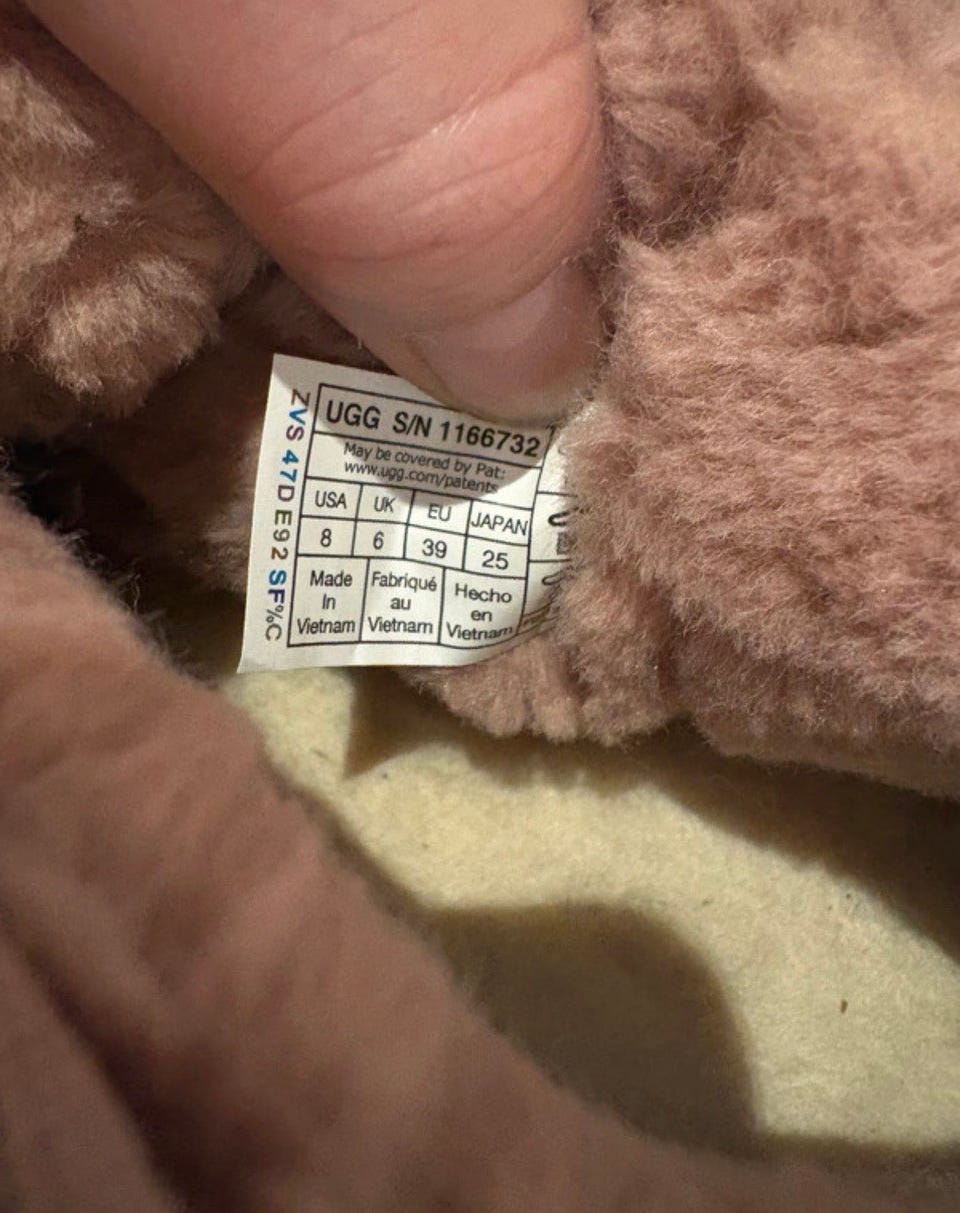 UGG S/N 1166732
May be covered by Pat:
www.ugg.com/patents
USA UK EU JAPAN
8 6 39 25
Made In Vietnam
Fabriqué au Vietnam
Hecho en Vietnam
ZVS 47D E92 SF%C